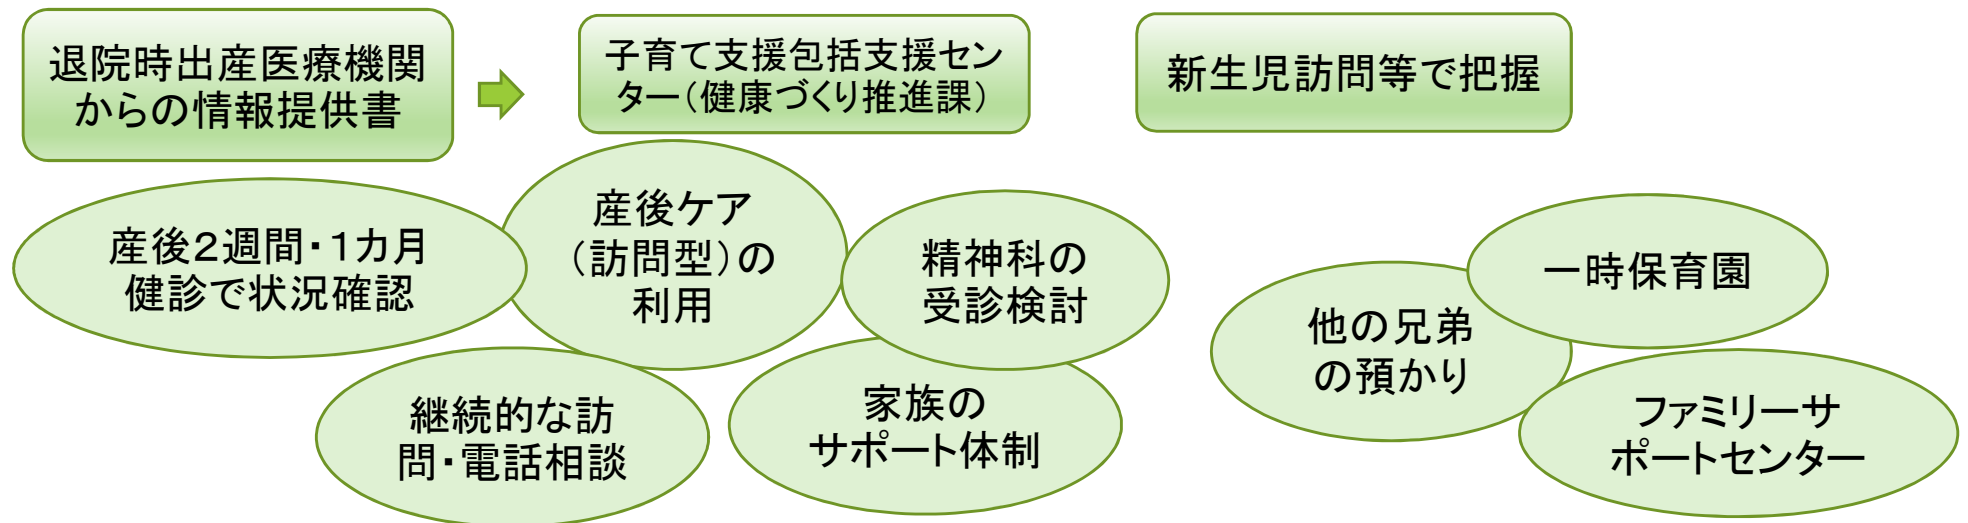 退院時出産医療機関
からの情報提供書
子育て支援包括支援セン
ター（健康づくり推進課）
新生児訪問等で把握
産後２週間・１カ月
健診で状況確認
産後ケア
（訪問型）の
利用
精神科の
受診検討
継続的な訪
問・電話相談
家族の
サポート体制
他の兄弟
の預かり
一時保育園
ファミリーサ
ポートセンター